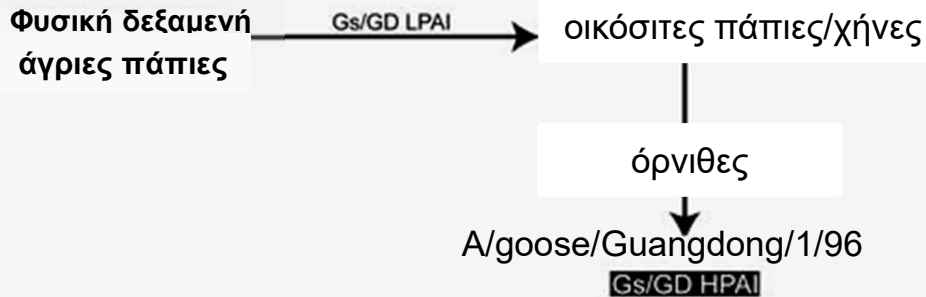 Φυσική δεξαμενή
άγριες πάπιες
Gs/GD LPAI
οικόσιτες πάπιες/χήνες
όρνιθες
A/goose/Guangdong/1/96
Gs/GD HPAI